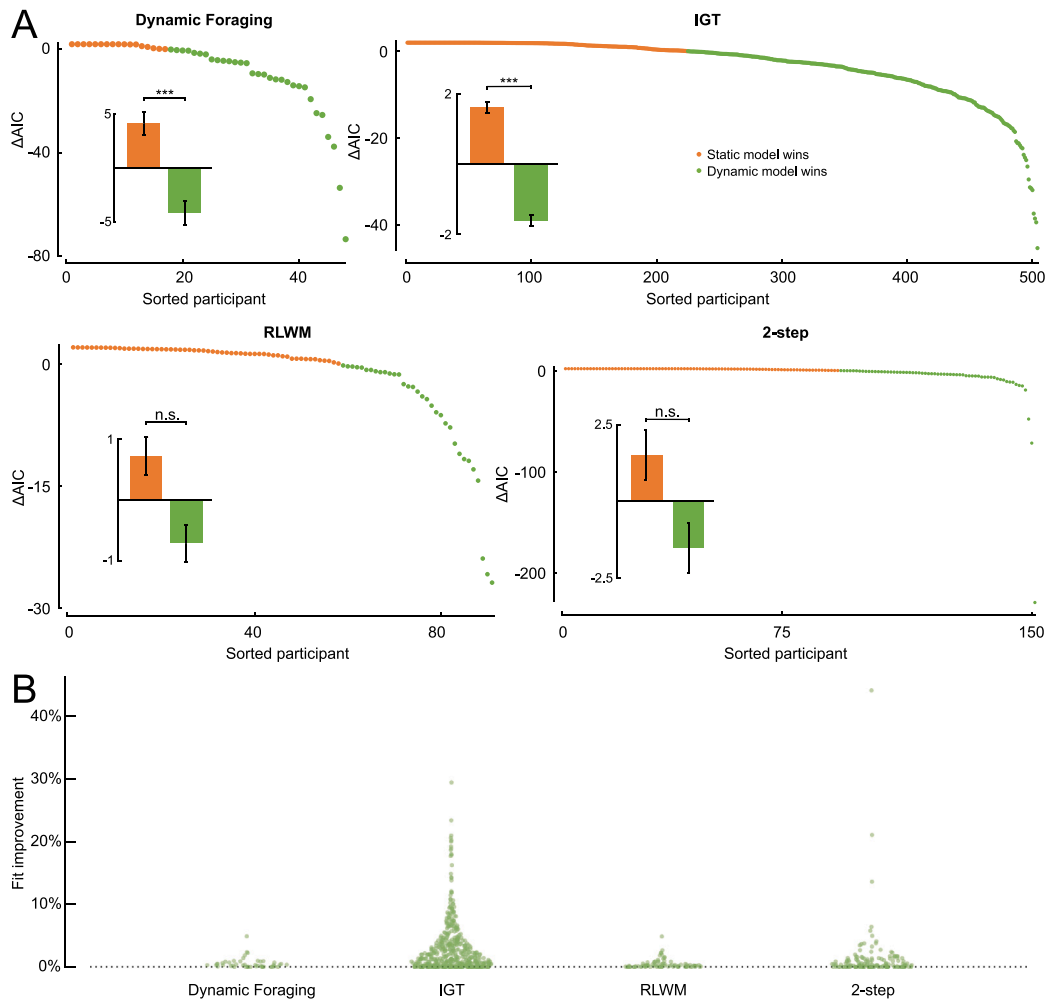 A
Dynamic Foraging
0
-40
-80
ΔAIC
5
-5
***
0
20
40
Sorted participant
IGT
0
-20
-40
ΔAIC
2
-2
***
Static model wins
Dynamic model wins
0
100
200
300
400
500
Sorted participant
RLWM
0
-15
-30
ΔAIC
1
-1
n.s.
0
40
80
Sorted participant
2-step
0
-100
-200
ΔAIC
2.5
-2.5
n.s.
0
75
150
Sorted participant
B
40%
30%
20%
10%
0%
Fit improvement
Dynamic Foraging
IGT
RLWM
2-step